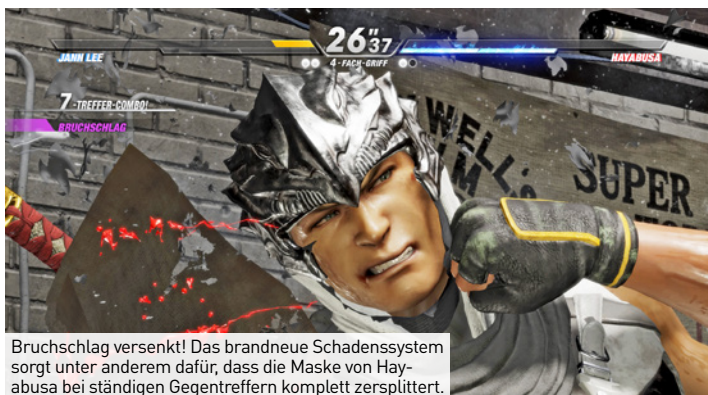 26"37
JANN LEE
HAYABUSA
4-FACH-GRIFF
7-TREFFER-COMBO!
BRUCHSCHLAG
WELL'S
SUPER
Bruchschlag versenkt! Das brandneue Schadenssystem
sorgt unter anderem dafür, dass die Maske von Hay-
abusa bei ständigen Gegentreffern komplett zersplittert.